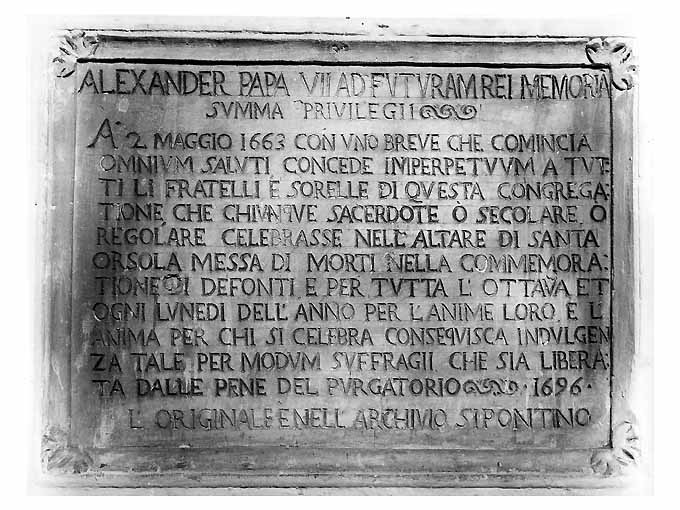 ALEXANDER PAPA VII AD FVTVRAM REI MEMORIA
SVMMA PRIVILEGII
A 2 MAGGIO 1663 CON VNO BREVE CHE COMINCIA
OMNIVM SALVTI CONCEDE IMPERPETVVM A TVT-
TI LI FRATELLI E SORELLE DI QVESTA CONGREGA:
TIONE, CHE CHIVNQVE SACERDOTE Ò SECOLARE, Ò
REGOLARE CELEBRASSE NELL'ALTARE DI SANTA
ORSOLA MESSA DI MORTI NELLA COMMEMORA:
TIONE DI DEFONTI E PER TVTTA L'OTTAVA ET
OGNI LVNEDI DELL'ANNO PER L'ANIME LORO, E L'
ANIMA PER CHI SI CELEBRA CONSEQVISCA INDVLGEN
ZA TALE PER MODVM SVFFRAGII CHE SIA LIBERA:
TA DALLE PENE DEL PVRGATORIO · 1696 ·
L'ORIGINALE È NELL'ARCHIVIO SIPONTINO